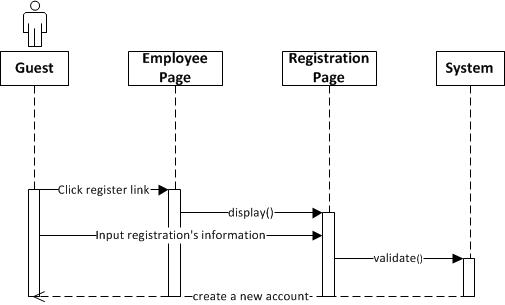 Guest
Employee
Page
Registration
Page
System
Click register link
display()
Input registration's information
validate()
create a new account